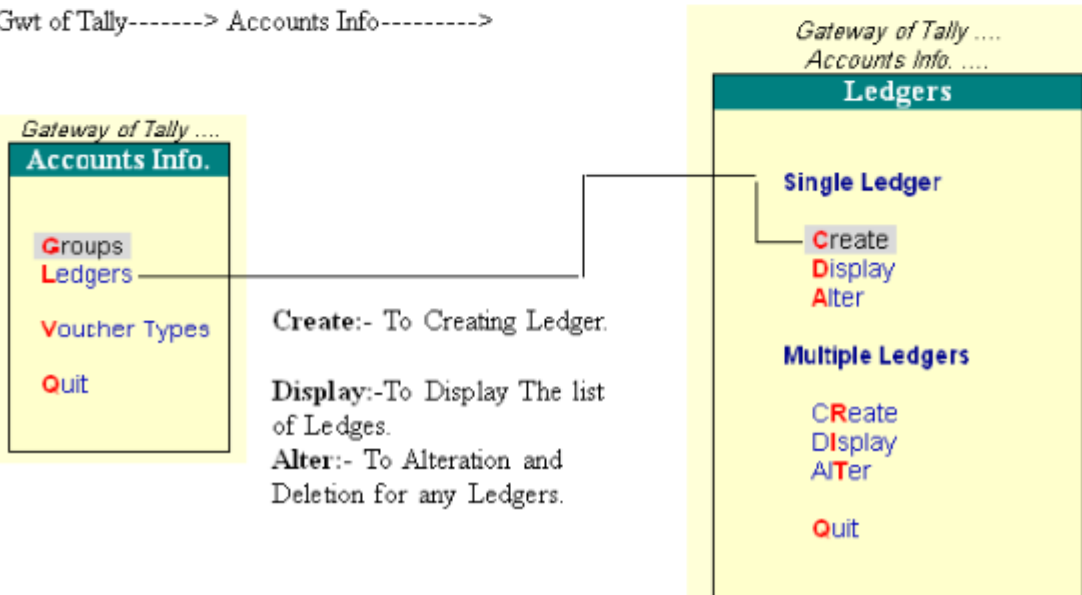 Gwt of Tally-------> Accounts Info--------->
Gateway of Tally ....
Accounts Info.
Groups
Ledgers
Voucher Types
Quit
Create:- To Creating Ledger.
Display:-To Display The list
of Ledges.
Alter:- To Alteration and
Deletion for any Ledgers.
Gateway of Tally ....
Accounts Info. ....
Ledgers
Single Ledger
Create
Display
Alter
Multiple Ledgers
CReate
DIsplay
AlTer
Quit